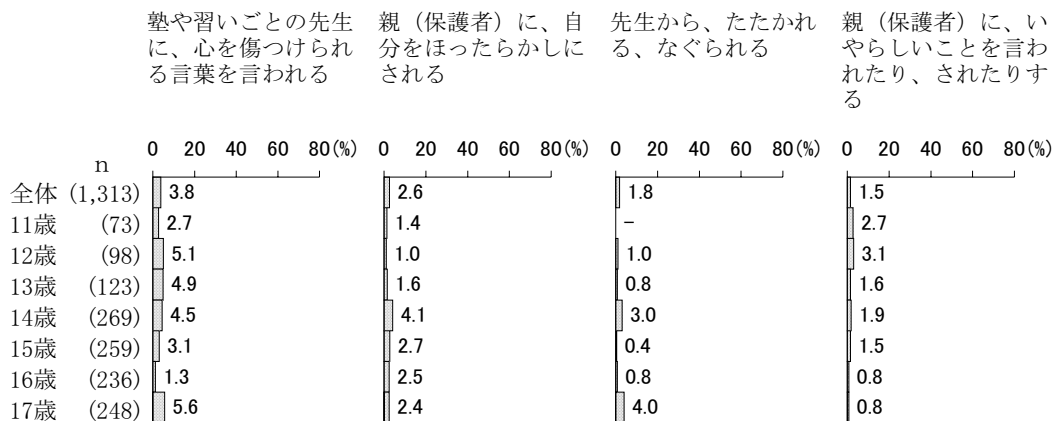 塾や習いごとの先生に、心を傷つけられる言葉を言われる
親（保護者）に、自分をほったらかしにされる
先生から、たたかれる、なぐられる
親（保護者）に、いやらしいことを言われたり、されたりする
n 0 20 40 60 80(%) 0 20 40 60 80(%) 0 20 40 60 80(%) 0 20 40 60 80(%)
全体 (1,313) 3.8 2.6 1.8 1.5
11歳 (73) 2.7 1.4 − 2.7
12歳 (98) 5.1 1.0 1.0 3.1
13歳 (123) 4.9 1.6 0.8 1.6
14歳 (269) 4.5 4.1 3.0 1.9
15歳 (259) 3.1 2.7 0.4 1.5
16歳 (236) 1.3 2.5 0.8 0.8
17歳 (248) 5.6 2.4 4.0 0.8